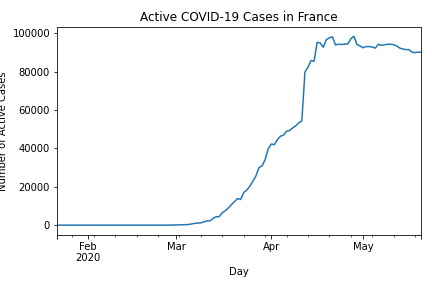 Active COVID-19 Cases in France
Number of Active Cases
100000
80000
60000
40000
20000
0
Feb
2020
Mar
Apr
May
Day